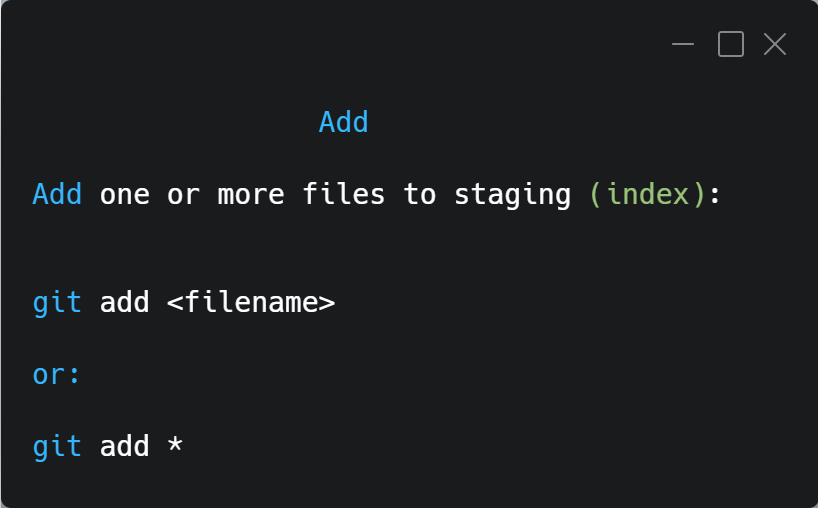 Add
Add one or more files to staging (index):
git add <filename>
or:
git add *